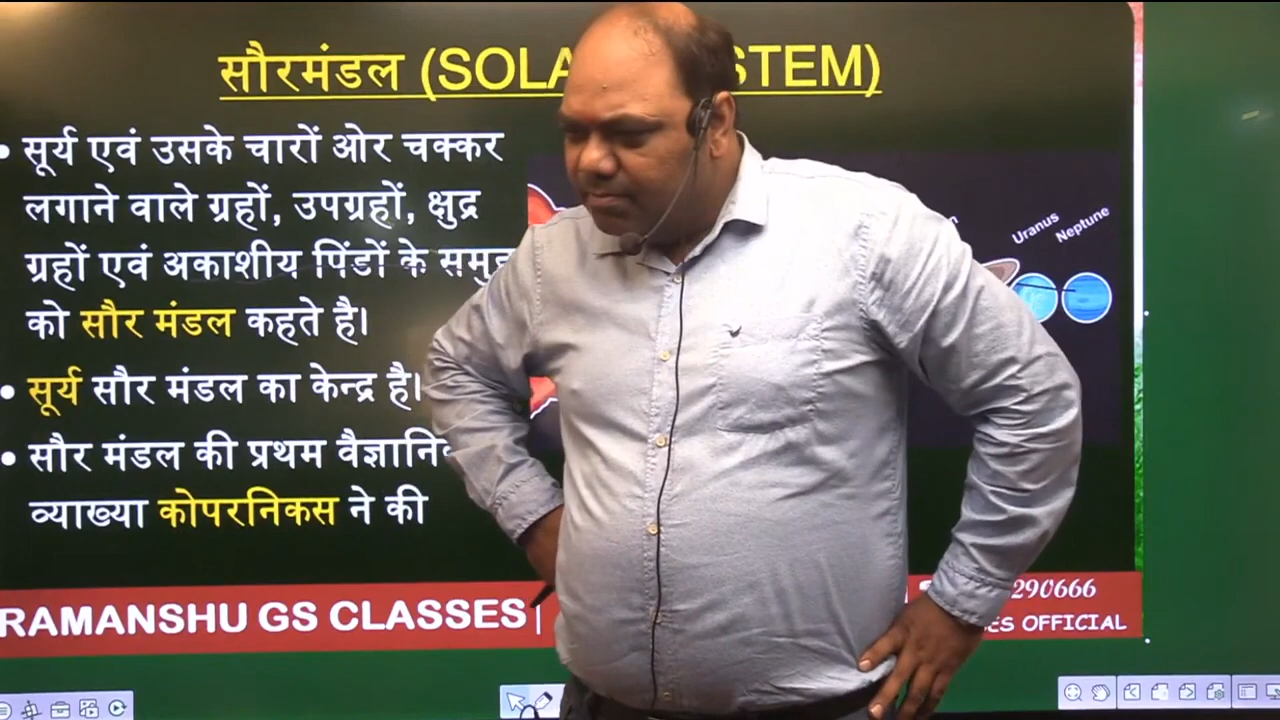 सौरमंडल (SOLA STEM)
• सूर्य एवं उसके चारों ओर चक्कर
लगाने वाले ग्रहों, उपग्रहों, क्षुद्र
ग्रहों एवं अकाशीय पिंडों के समु
को सौर मंडल कहते है।
• सूर्य सौर मंडल का केन्द्र है।
• सौर मंडल की प्रथम वैज्ञानि
व्याख्या कोपरनिकस ने की
Uranus
Neptune
RAMANSHU GS CLASSES |
290666
ES OFFICIAL